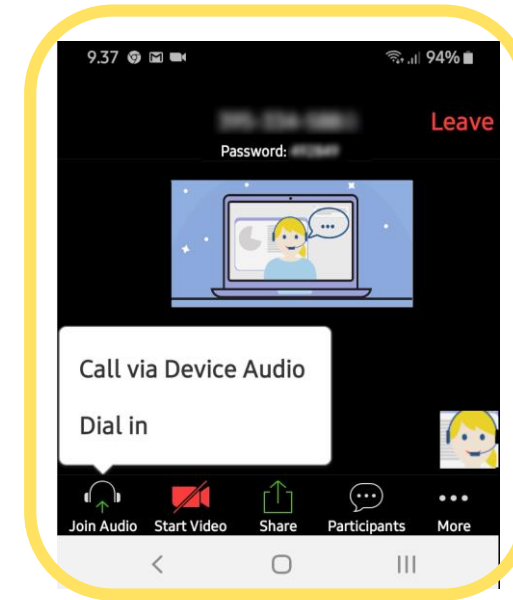 9.37 94%
Leave
Password:
Call via Device Audio
Dial in
Join Audio Start Video Share Participants More